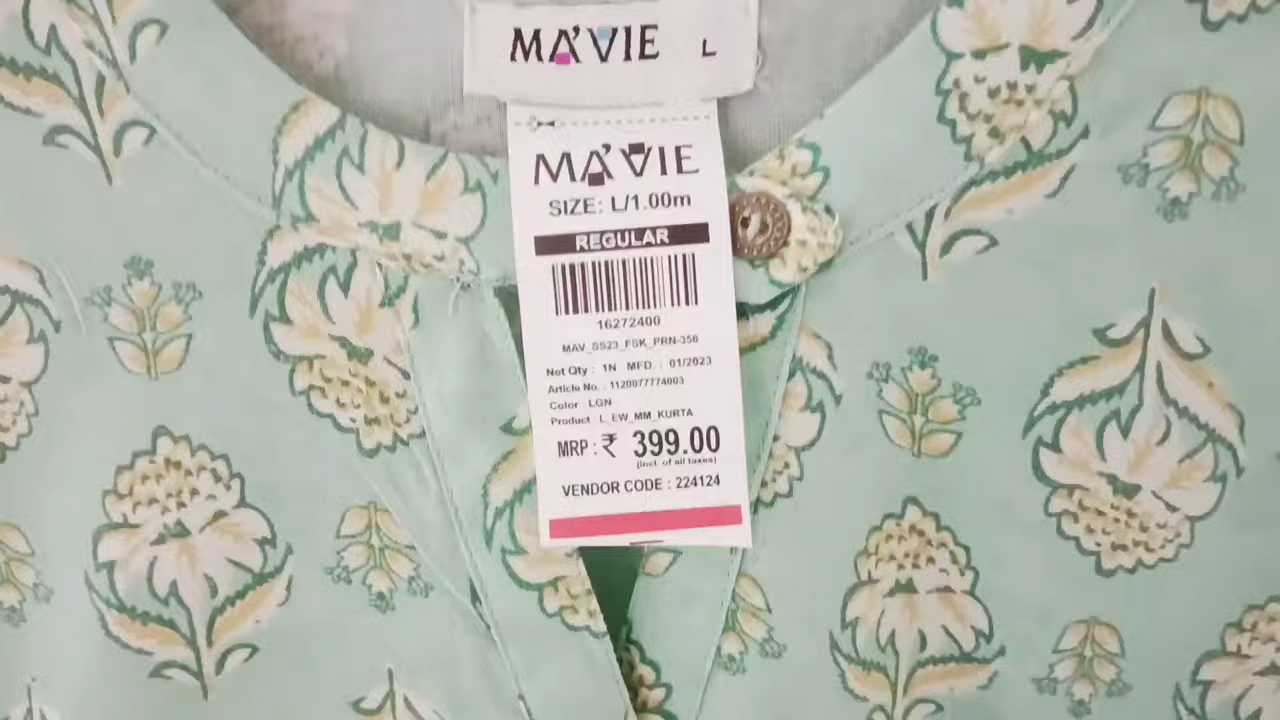 MA'VIE L
MA'VIE
SIZE: L/1.00m
REGULAR
16272400
MAV_SS23_FSK_PRN-356
Net Qty : 1N MFD. : 01/2023
Article No. : 1120077774003
Color : LGN
Product : L_EW_MM_KURTA
MRP : ₹ 399.00
(incl. of all taxes)
VENDOR CODE : 224124